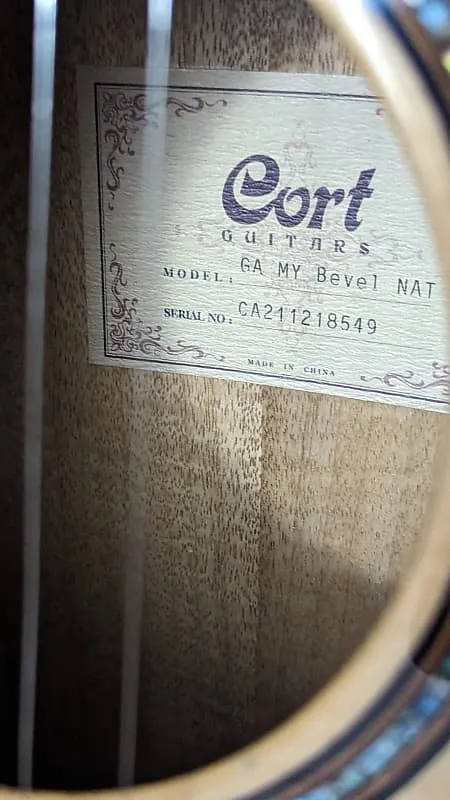 Cort
GUITARS
MODEL: GA MY Bevel NAT
SERIAL NO: CA211218549
MADE IN CHINA